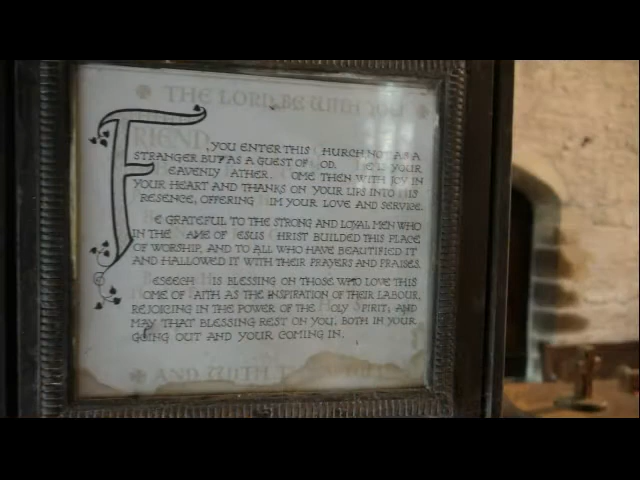 THE LORD BE WITH YOU
FRIEND, YOU ENTER THIS CHURCH, NOT AS A
STRANGER BUT AS A GUEST OF GOD. HE IS YOUR
HEAVENLY FATHER. COME THEN WITH JOY IN
YOUR HEART AND THANKS ON YOUR LIPS INTO HIS
PRESENCE, OFFERING HIM YOUR LOVE AND SERVICE.
BE GRATEFUL TO THE STRONG AND LOYAL MEN WHO
IN THE NAME OF JESUS CHRIST BUILDED THIS PLACE
OF WORSHIP, AND TO ALL WHO HAVE BEAUTIFIED IT
AND HALLOWED IT WITH THEIR PRAYERS AND PRAISES.
BESEECH HIS BLESSING ON THOSE WHO LOVE THIS
HOME OF FAITH AS THE INSPIRATION OF THEIR LABOUR,
REJOICING IN THE POWER OF THE HOLY SPIRIT; AND
MAY THAT BLESSING REST ON YOU, BOTH IN YOUR
GOING OUT AND YOUR COMING IN.
AND WITH